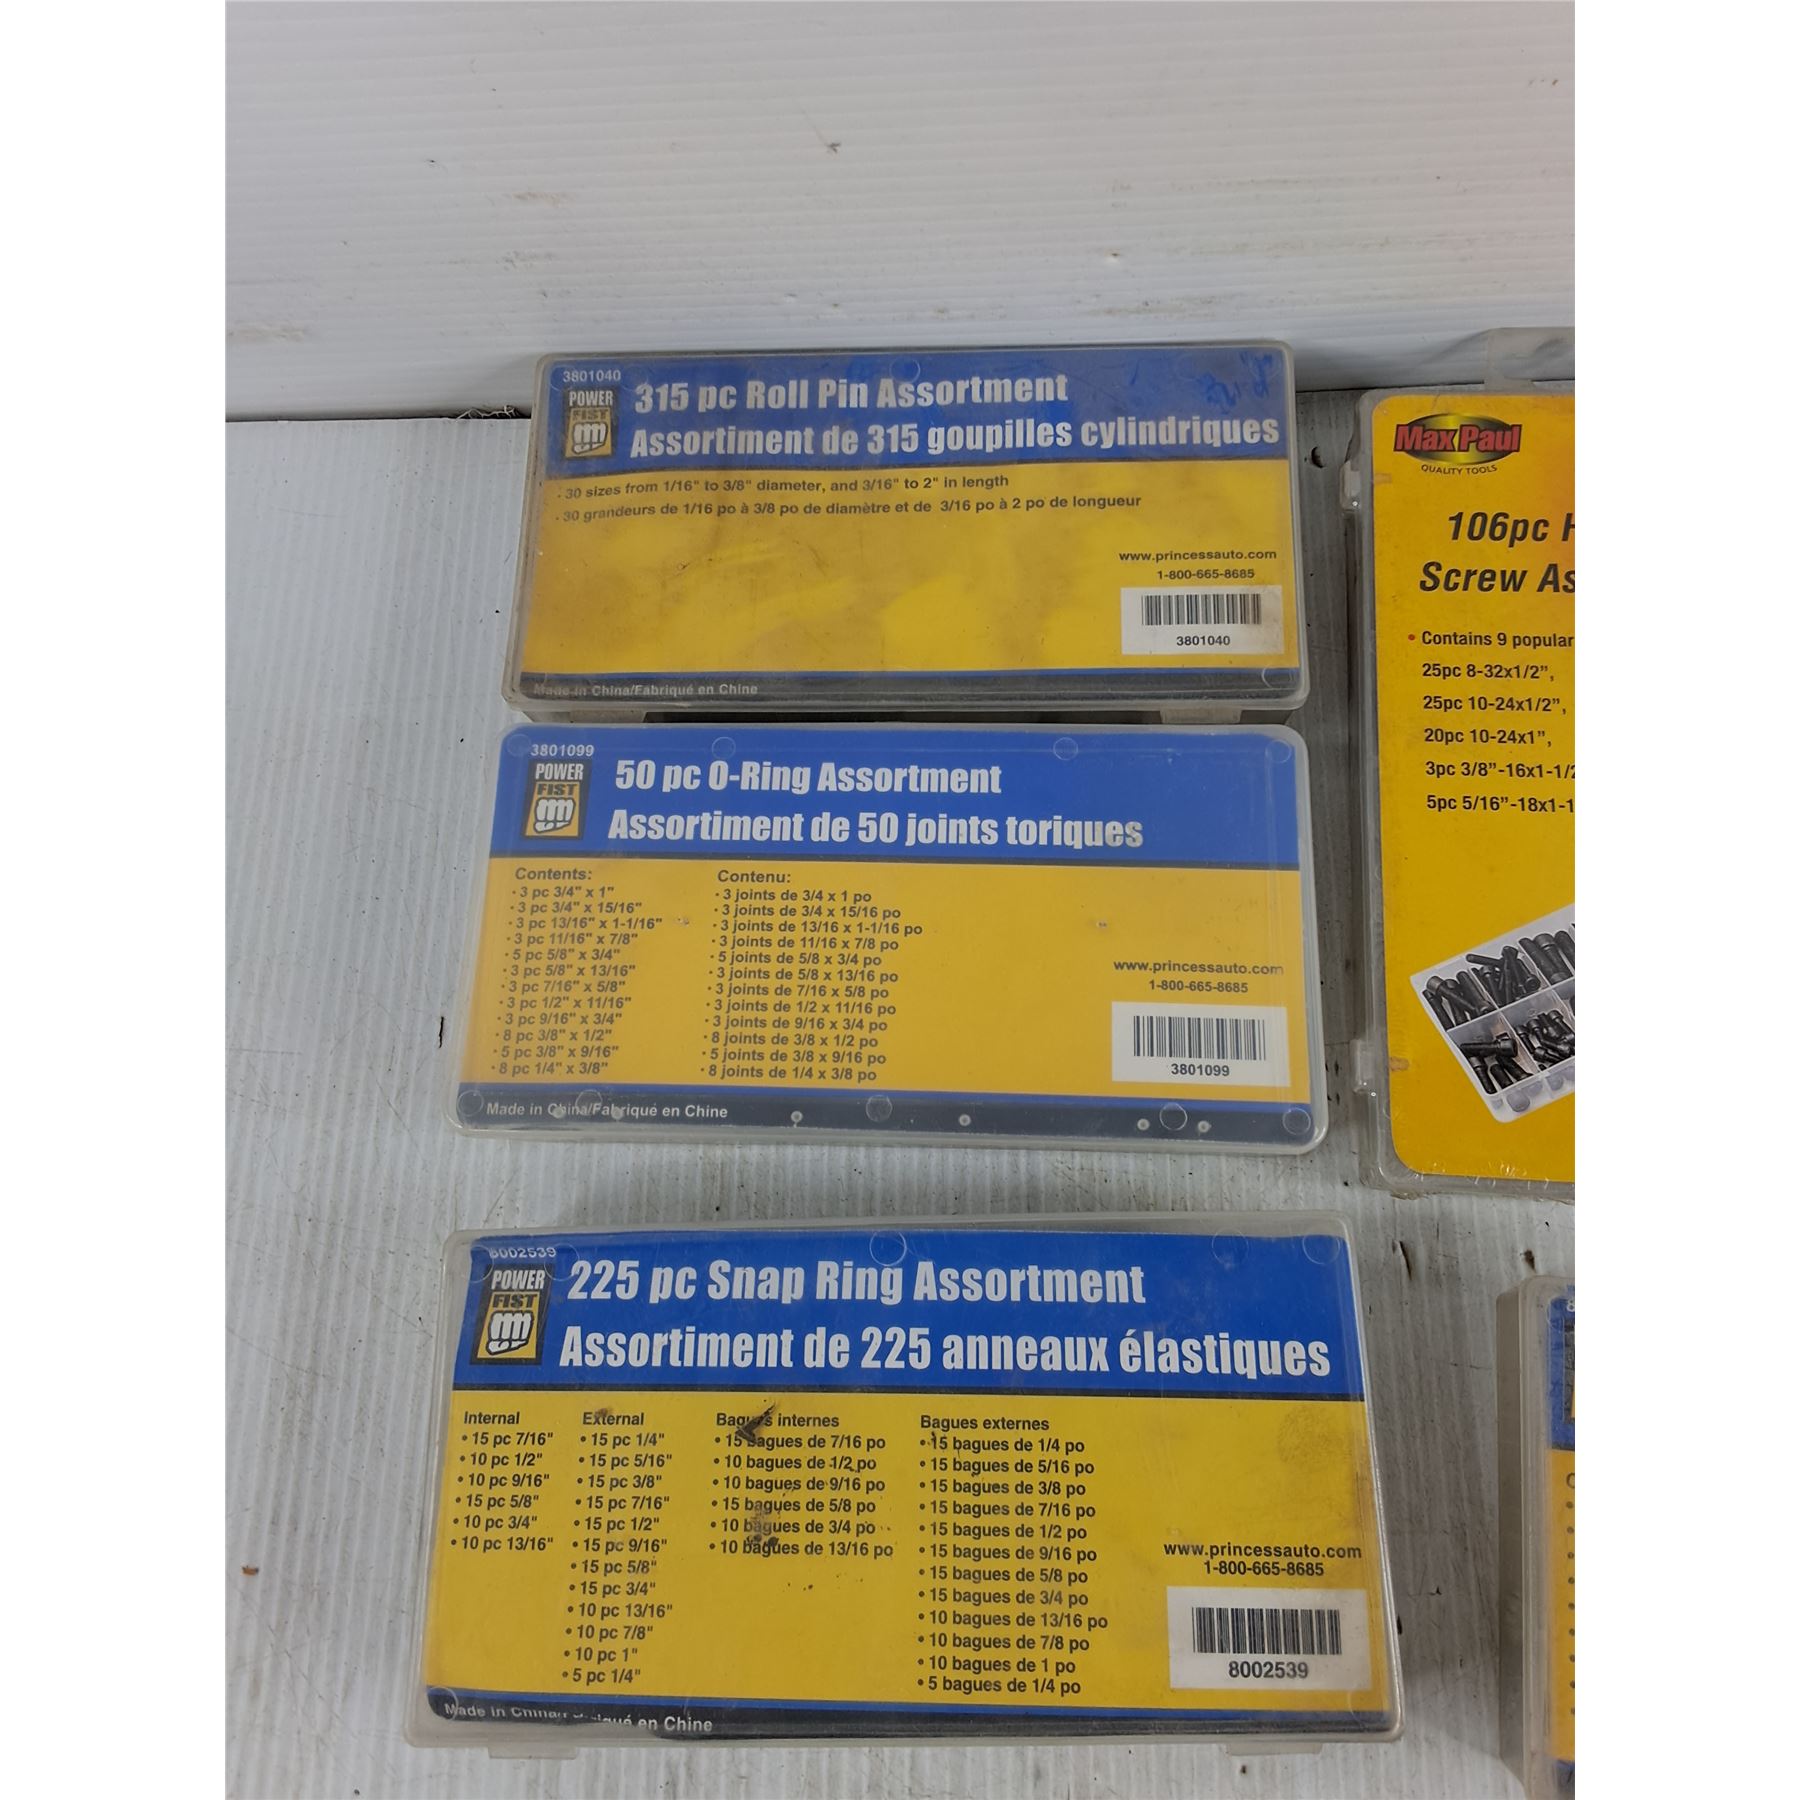 3801040
POWER
FIST
315 pc Roll Pin Assortment
Assortiment de 315 goupilles cylindriques
· 30 sizes from 1/16" to 3/8" diameter, and 3/16" to 2" in length
· 30 grandeurs de 1/16 po à 3/8 po de diamètre et de 3/16 po à 2 po de longueur
www.princessauto.com
1-800-665-8685
3801040
Made in China/Fabriqué en Chine
3801099
POWER
FIST
50 pc O-Ring Assortment
Assortiment de 50 joints toriques
Contents:
· 3 pc 3/4" x 1"
· 3 pc 3/4" x 15/16"
· 3 pc 13/16" x 1-1/16"
· 3 pc 11/16" x 7/8"
· 5 pc 5/8" x 3/4"
· 3 pc 5/8" x 13/16"
· 3 pc 7/16" x 5/8"
· 3 pc 1/2" x 11/16"
· 3 pc 9/16" x 3/4"
· 8 pc 3/8" x 1/2"
· 5 pc 3/8" x 9/16"
· 8 pc 1/4" x 3/8"
Contenu:
· 3 joints de 3/4 x 1 po
· 3 joints de 3/4 x 15/16 po
· 3 joints de 13/16 x 1-1/16 po
· 3 joints de 11/16 x 7/8 po
· 5 joints de 5/8 x 3/4 po
· 3 joints de 5/8 x 13/16 po
· 3 joints de 7/16 x 5/8 po
· 3 joints de 1/2 x 11/16 po
· 3 joints de 9/16 x 3/4 po
· 8 joints de 3/8 x 1/2 po
· 5 joints de 3/8 x 9/16 po
· 8 joints de 1/4 x 3/8 po
www.princessauto.com
1-800-665-8685
3801099
Made in China/Fabriqué en Chine
8002539
POWER
FIST
225 pc Snap Ring Assortment
Assortiment de 225 anneaux élastiques
Internal
• 15 pc 7/16"
• 10 pc 1/2"
• 10 pc 9/16"
• 15 pc 5/8"
• 10 pc 3/4"
• 10 pc 13/16"
External
• 15 pc 1/4"
• 15 pc 5/16"
• 15 pc 3/8"
• 15 pc 7/16"
• 15 pc 1/2"
• 15 pc 9/16"
• 15 pc 5/8"
• 15 pc 3/4"
• 10 pc 13/16"
• 10 pc 7/8"
• 10 pc 1"
• 5 pc 1/4"
Bagues internes
• 15 bagues de 7/16 po
• 10 bagues de 1/2 po
• 10 bagues de 9/16 po
• 15 bagues de 5/8 po
• 10 bagues de 3/4 po
• 10 bagues de 13/16 po
Bagues externes
• 15 bagues de 1/4 po
• 15 bagues de 5/16 po
• 15 bagues de 3/8 po
• 15 bagues de 7/16 po
• 15 bagues de 1/2 po
• 15 bagues de 9/16 po
• 15 bagues de 5/8 po
• 15 bagues de 3/4 po
• 10 bagues de 13/16 po
• 10 bagues de 7/8 po
• 10 bagues de 1 po
• 5 bagues de 1/4 po
www.princessauto.com
1-800-665-8685
8002539
Made in en Chine
Max Paul
QUALITY TOOLS
106pc
Screw As
• Contains 9 popular
25pc 8-32x1/2",
25pc 10-24x1/2",
20pc 10-24x1",
3pc 3/8"-16x1-1/2
5pc 5/16"-18x1-1